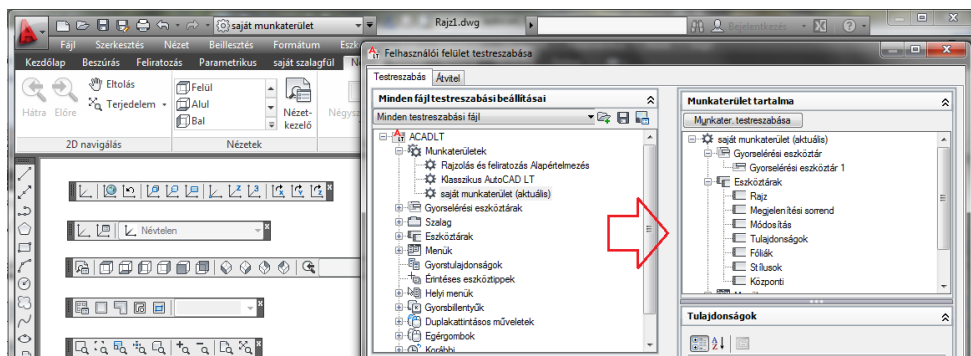 saját munkaterület
Rajz1.dwg
Bejelentkezés
Fájl Szerkesztés Nézet Beillesztés Formátum
Kezdőlap Beszúrás Feliratozás Parametrikus saját szalagfül
Hátra Előre
Eltolás
Terjedelem
2D navigálás
Felül
Alul
Bal
Nézet-
kezelő
Nézetek
Névtelen
Felhasználói felület testreszabása
Testreszabás Átvitel
Minden fájl testreszabási beállításai
Minden testreszabási fájl
ACADLT
Munkaterületek
Rajzolás és feliratozás Alapértelmezés
Klasszikus AutoCAD LT
saját munkaterület (aktuális)
Gyorselérési eszköztárak
Szalag
Eszköztárak
Menük
Gyorstulajdonságok
Érintéses eszköztippek
Helyi menük
Gyorsbillentyűk
Duplakattintásos műveletek
Egérgombok
Korábbi
Munkaterület tartalma
Munkater. testreszabása
saját munkaterület (aktuális)
Gyorselérési eszköztár
Gyorselérési eszköztár 1
Eszköztárak
Rajz
Megjelenítési sorrend
Módosítás
Tulajdonságok
Fóliák
Stílusok
Központi
Tulajdonságok